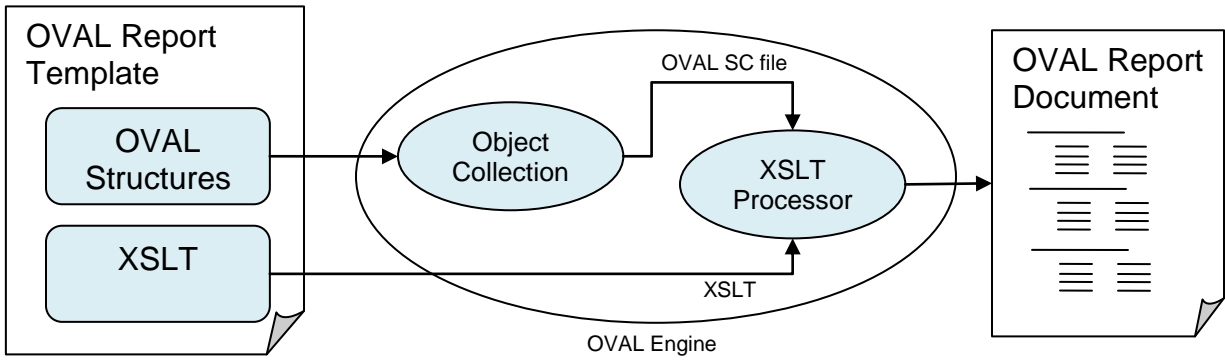 OVAL Report
Template
OVAL
Structures
XSLT
Object
Collection
OVAL SC file
XSLT
Processor
XSLT
OVAL Engine
OVAL Report
Document